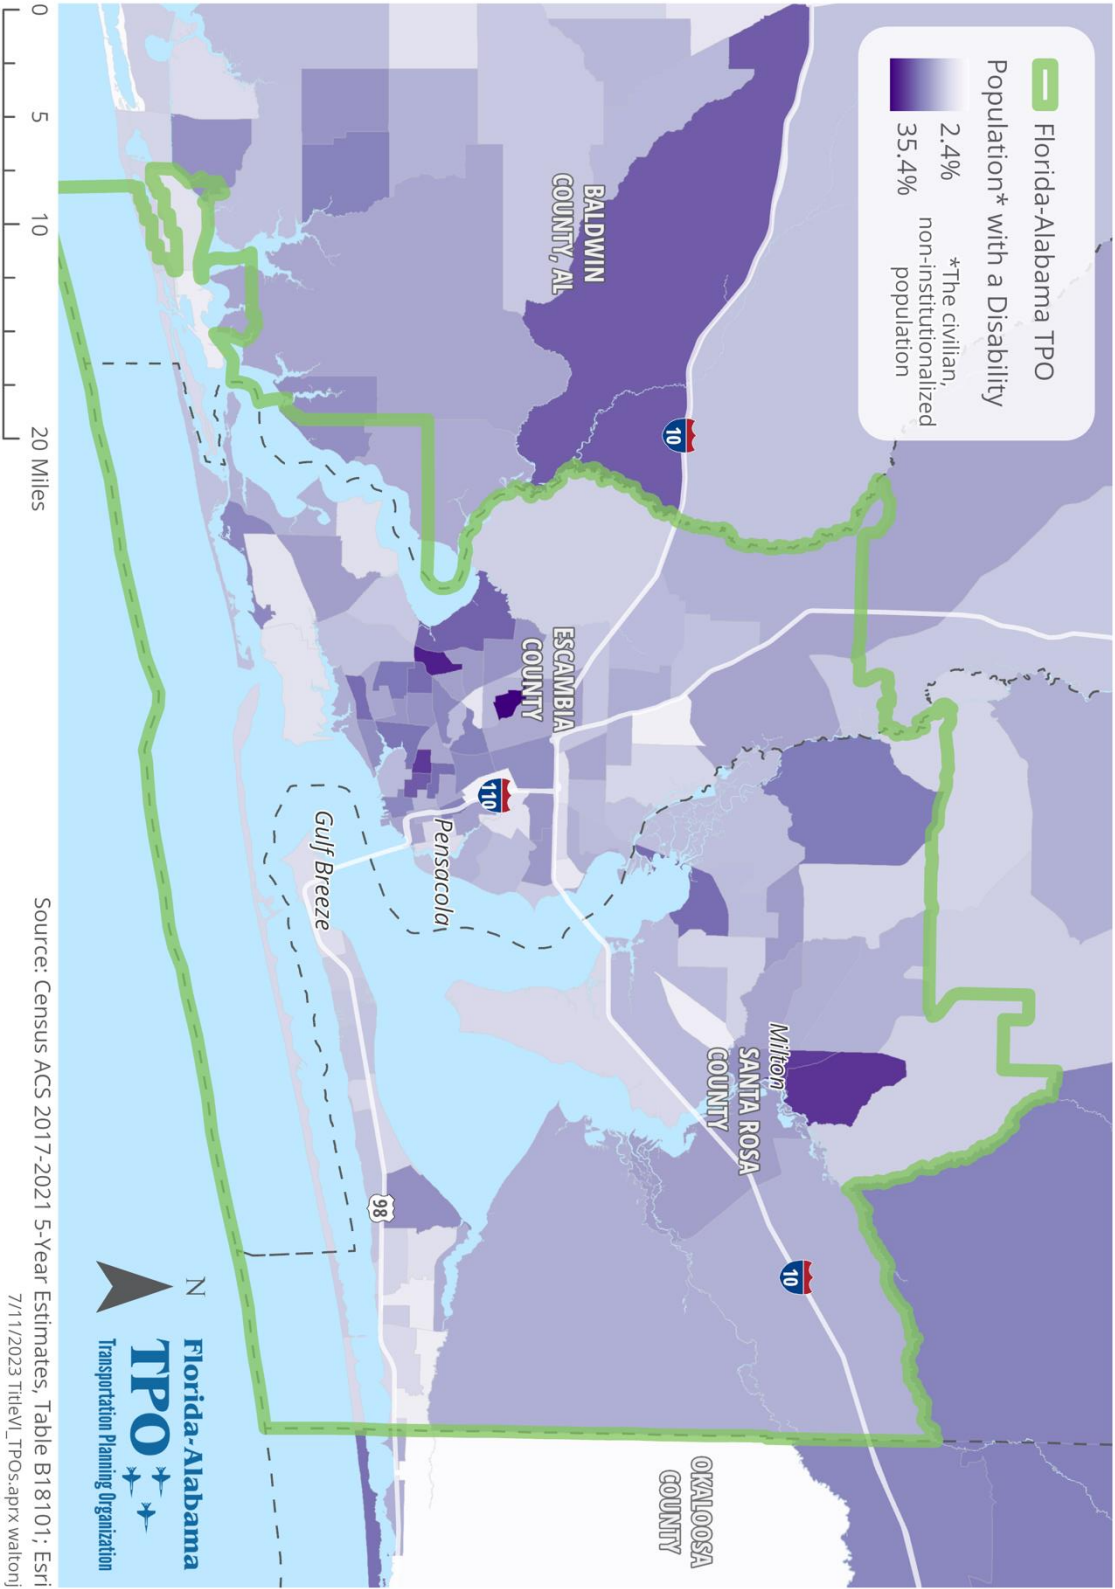 Florida-Alabama TPO
Population* with a Disability
2.4%
35.4%
*The civilian,
non-institutionalized
population
BALDWIN
COUNTY, AL
10
ESCAMBIA
COUNTY
110
Pensacola
Gulf Breeze
Milton
SANTA ROSA
COUNTY
98
10
OKALOOSA
COUNTY
N
Florida-Alabama
TPO
Transportation Planning Organization
0 5 10 20 Miles
Source: Census ACS 2017-2021 5-Year Estimates, Table B18101; Esri
7/11/2023 TitleVI_TPOs.aprx waltonj